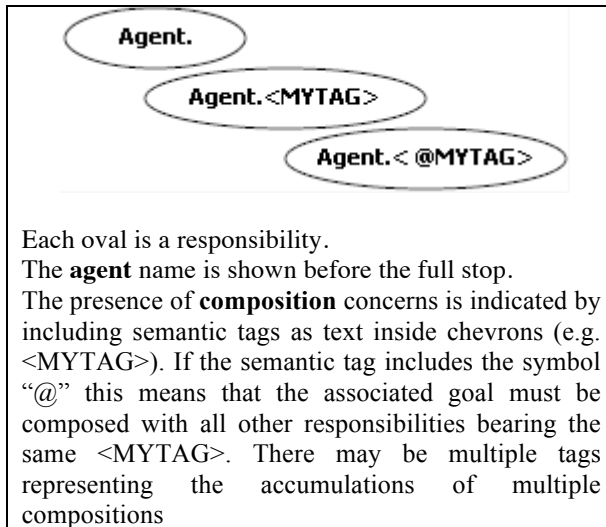 Agent.
Agent.<MYTAG>
Agent.< @MYTAG>
Each oval is a responsibility.
The agent name is shown before the full stop.
The presence of composition concerns is indicated by
including semantic tags as text inside chevrons (e.g.
<MYTAG>). If the semantic tag includes the symbol
“@” this means that the associated goal must be
composed with all other responsibilities bearing the
same <MYTAG>. There may be multiple tags
representing the accumulations of multiple
compositions